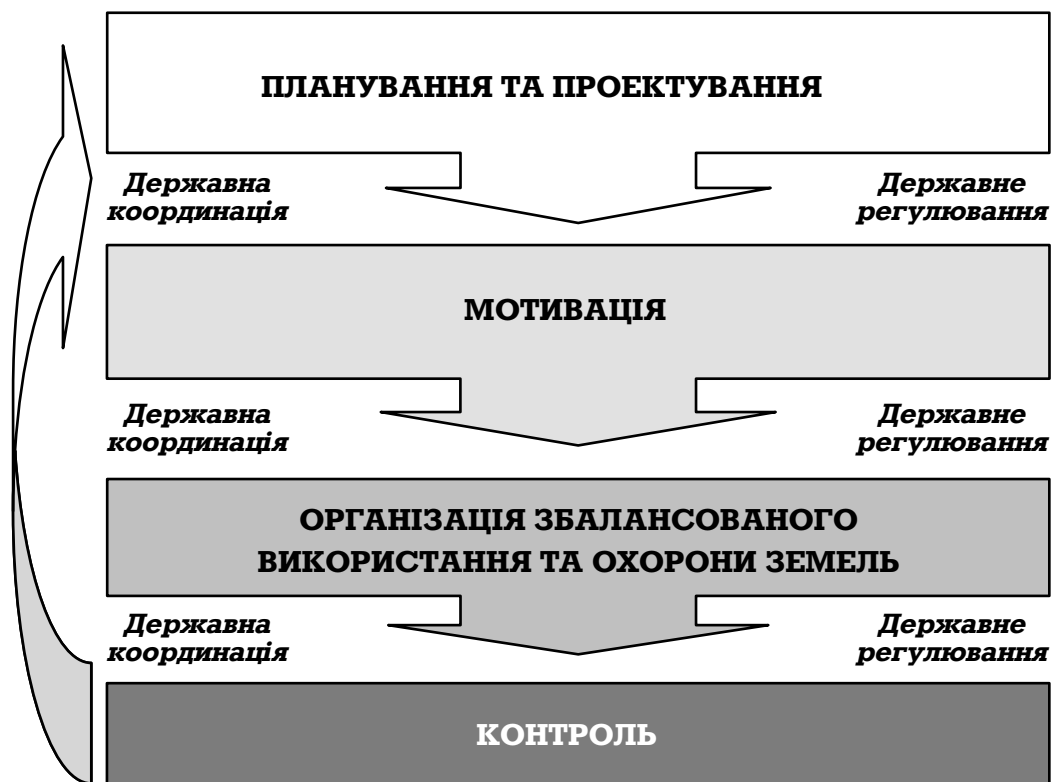 ПЛАНУВАННЯ ТА ПРОЕКТУВАННЯ
Державна
координація
Державне
регулювання
МОТИВАЦІЯ
Державна
координація
Державне
регулювання
ОРГАНІЗАЦІЯ ЗБАЛАНСОВАНОГО
ВИКОРИСТАННЯ ТА ОХОРОНИ ЗЕМЕЛЬ
Державна
координація
Державне
регулювання
КОНТРОЛЬ